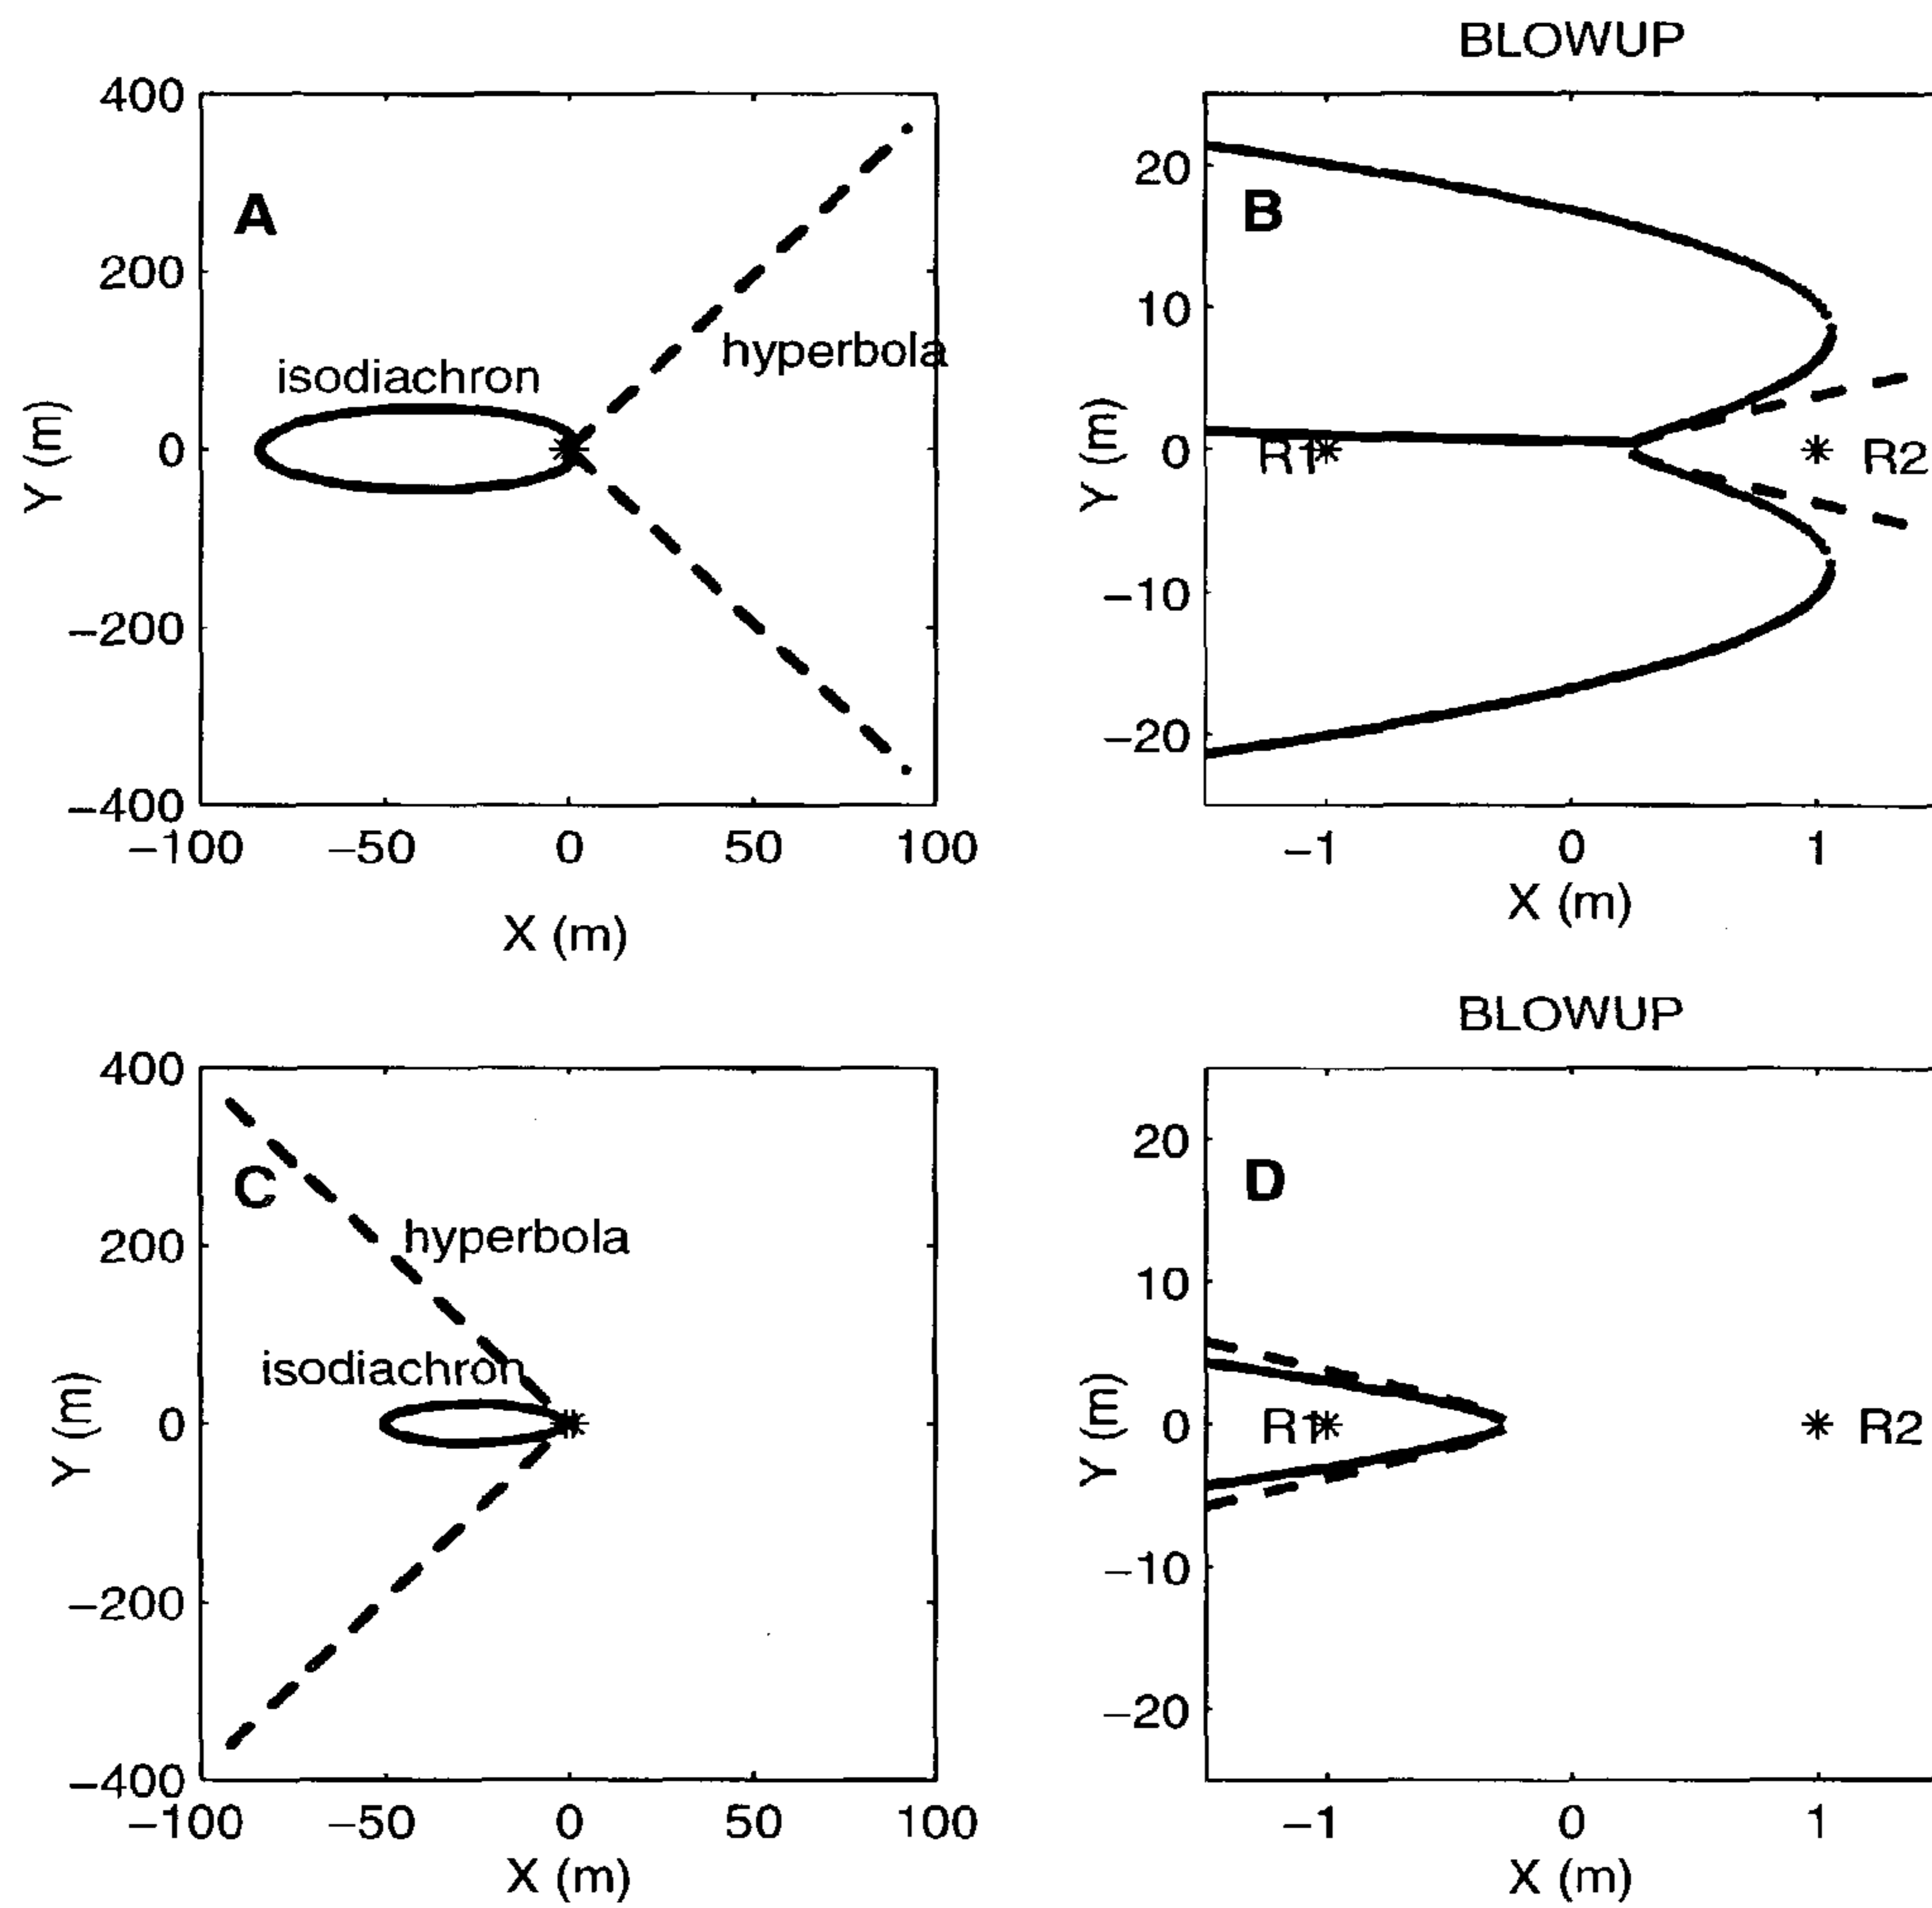 BLOWUP
400
200
0
−200
−400
Y (m)
A
isodiachron
hyperbola
−100
−50
0
50
100
X (m)
20
10
0
−10
−20
Y (m)
B
R1
R2
−1
0
1
X (m)
BLOWUP
400
200
0
−200
−400
Y (m)
C
hyperbola
isodiachron
−100
−50
0
50
100
X (m)
20
10
0
−10
−20
Y (m)
D
R1
R2
−1
0
1
X (m)